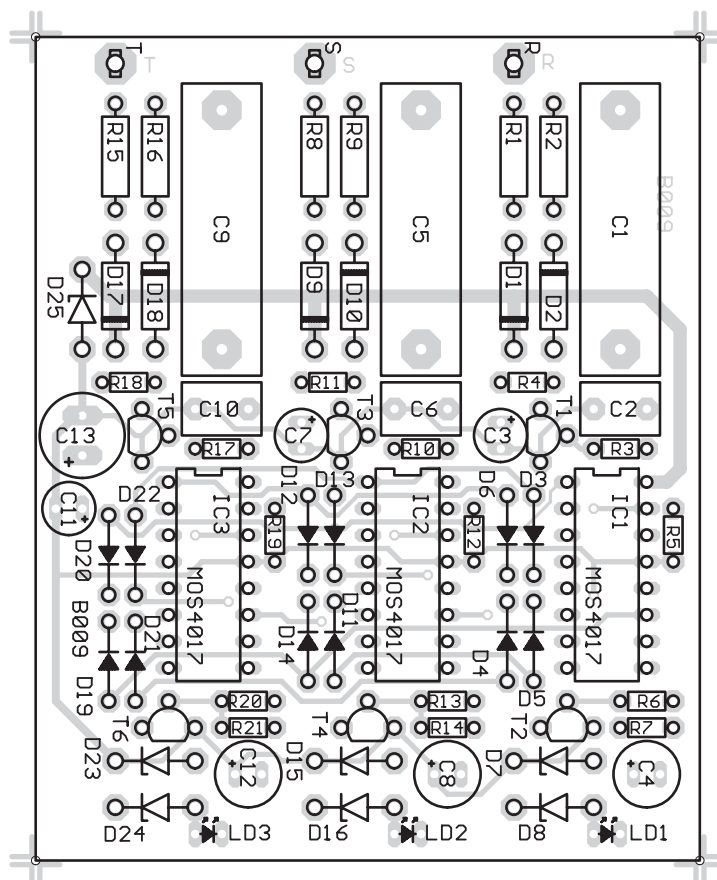 T T
S S
R R
R15
R16
R8
R9
R1
R2
C9
C5
C1
B009
D25
D17
D18
D9
D10
D1
D2
R18
R11
R4
C13
T5
C10
C7
T3
C6
C3
T1
C2
R17
R10
R3
C11
D22
IC3
D12
D13
IC2
D6
D3
IC1
R19
R12
R5
D20
B009
D21
D19
MOS4017
D14
D11
MOS4017
D4
D5
MOS4017
R20
R13
R6
T6
R21
T4
R14
T2
R7
D23
C12
D15
C8
D7
C4
D24
LD3
D16
LD2
D8
LD1